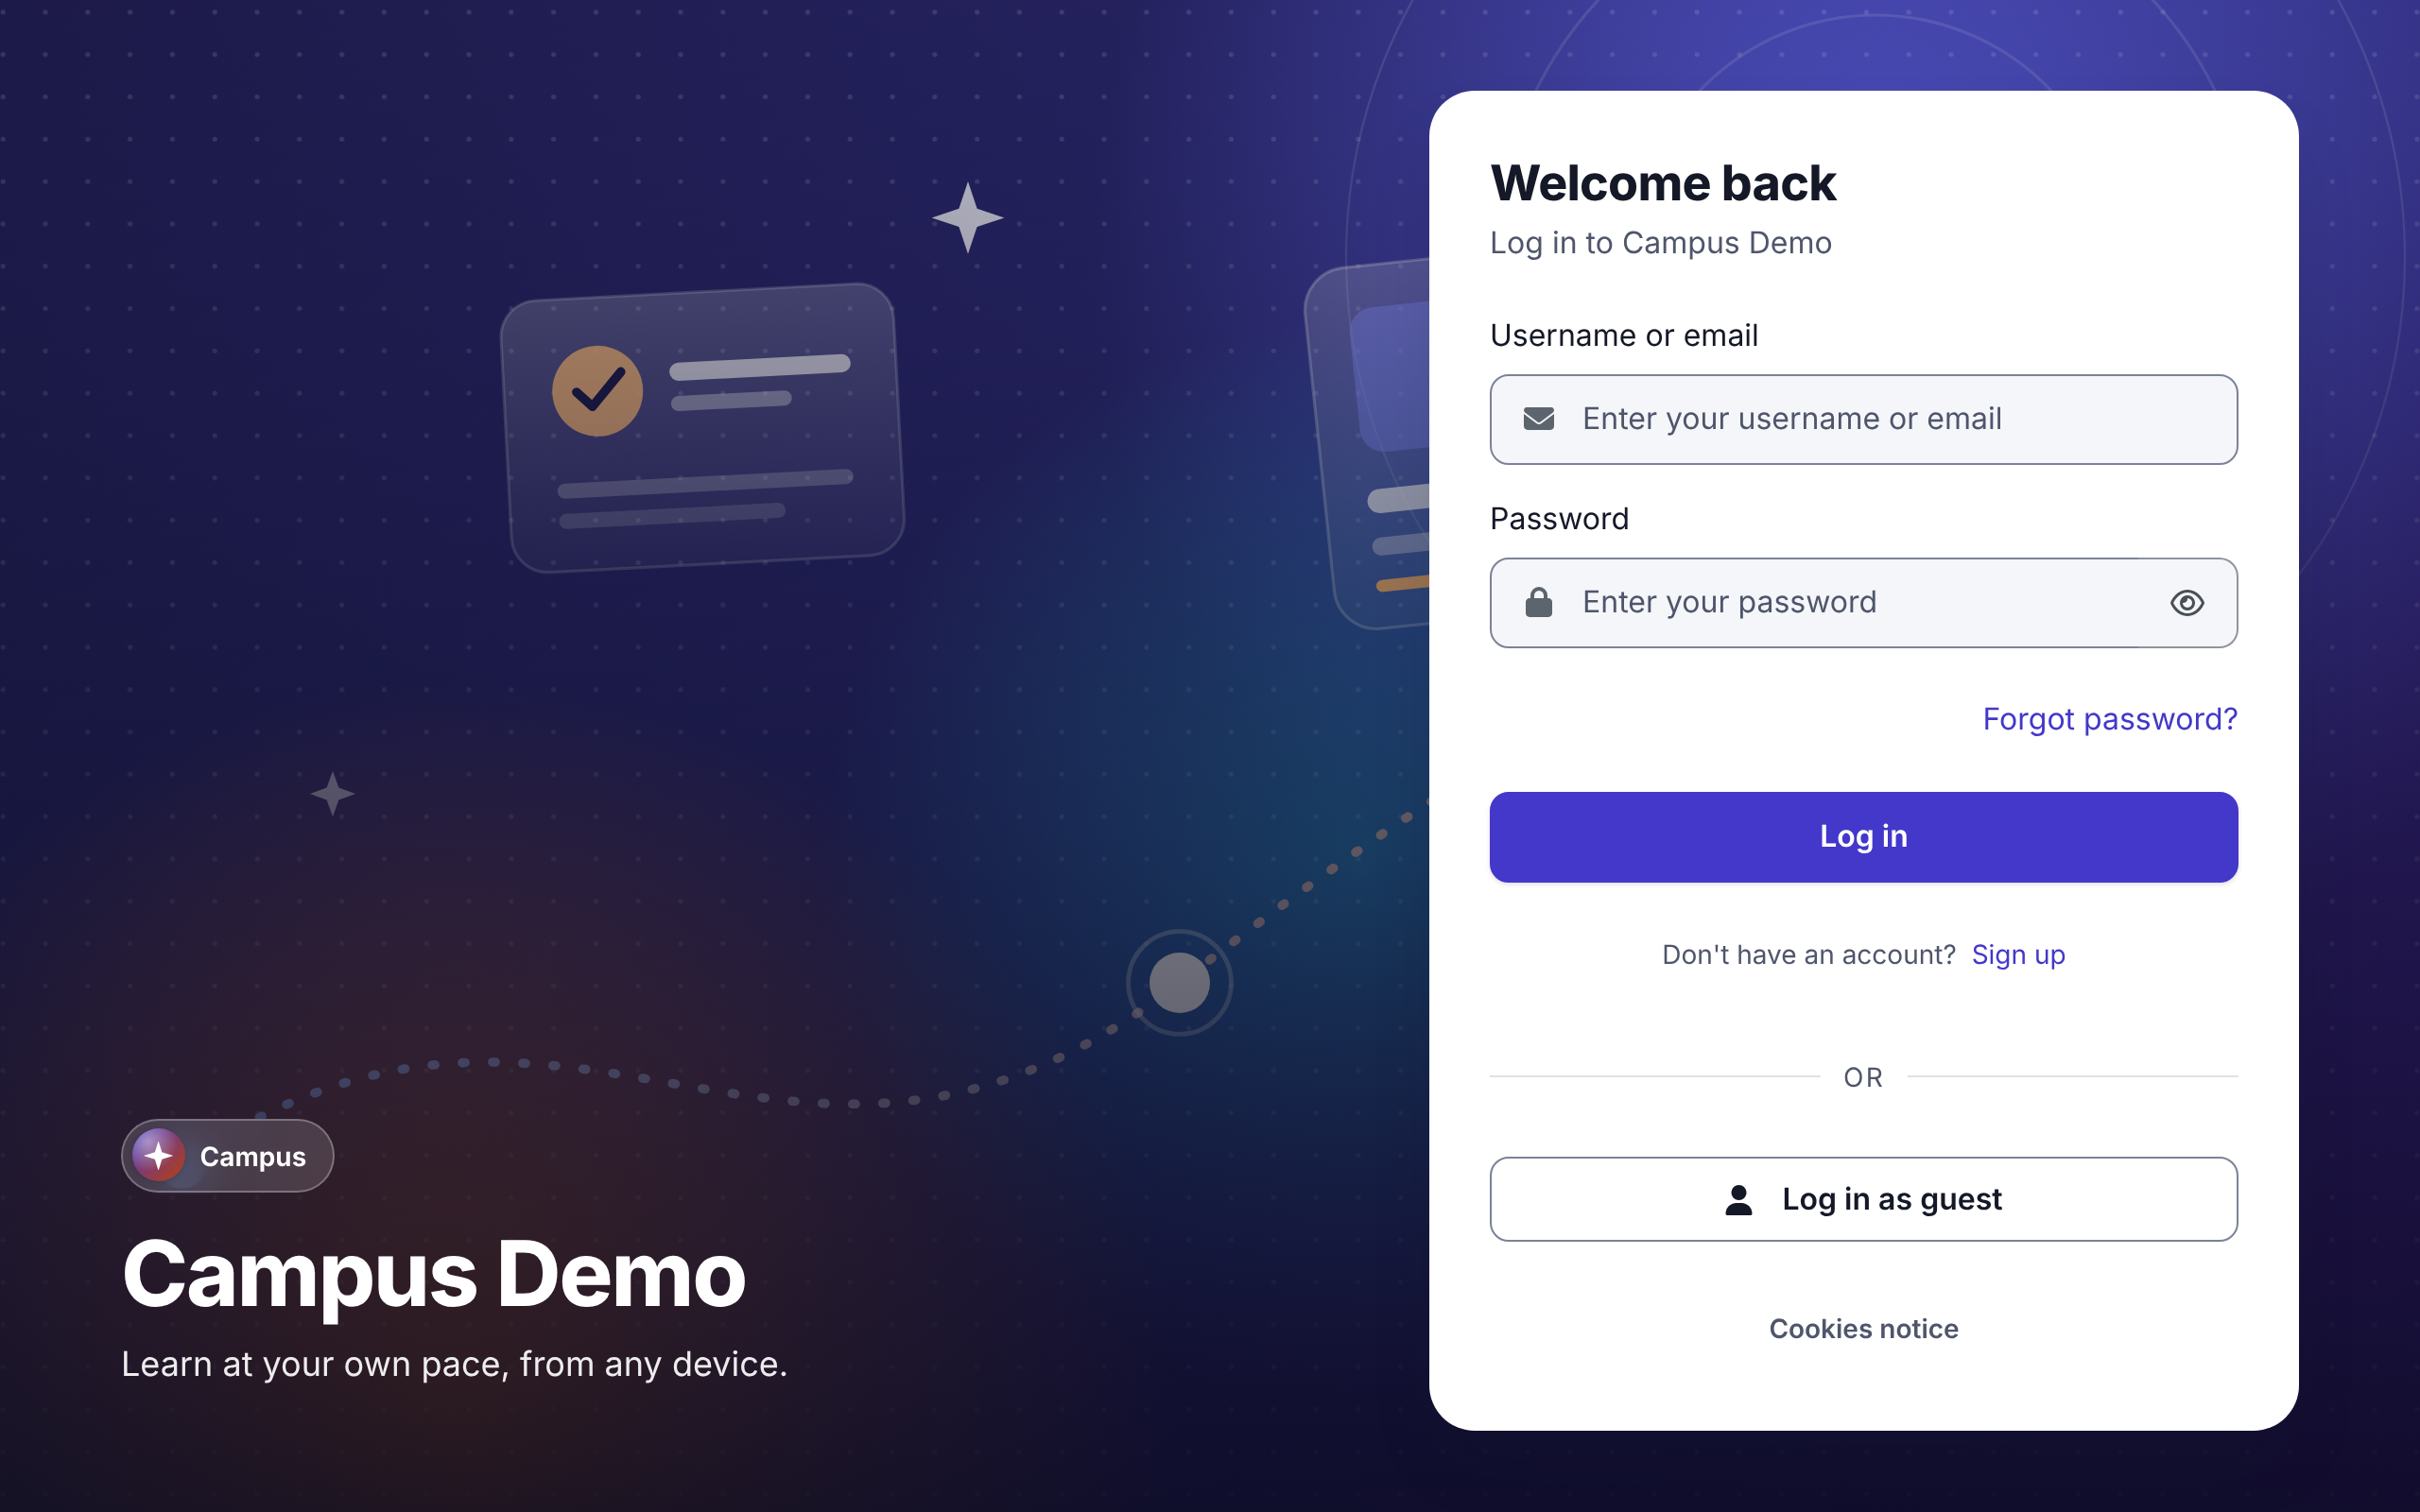 Welcome back
Log in to Campus Demo
Username or email
Enter your username or email
Password
Enter your password
Forgot password?
Log in
Don't have an account? Sign up
OR
Log in as guest
Cookies notice
Campus
Campus Demo
Learn at your own pace, from any device.